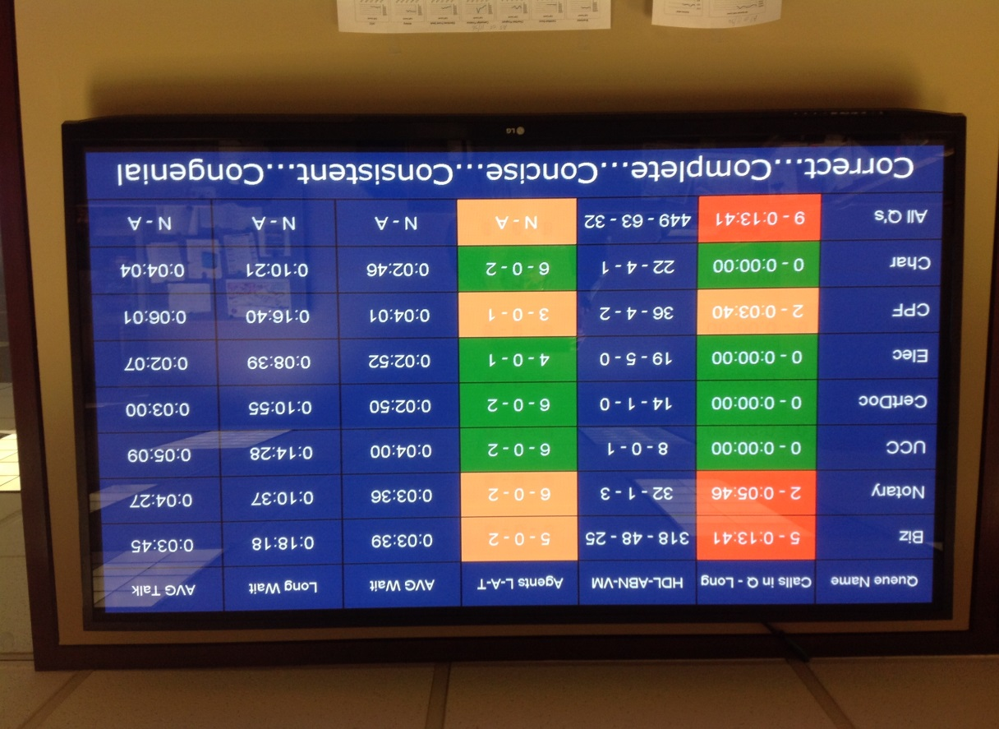 Queue Name Calls in Q - Long HDL-ABN-VM Agents L-A-T AVG Wait Long Wait AVG Talk
Biz 5 - 0:13:41 318 - 48 - 25 5 - 0 - 2 0:03:39 0:18:18 0:03:45
Notary 2 - 0:05:46 32 - 1 - 3 6 - 0 - 2 0:03:36 0:10:37 0:04:27
UCC 0 - 0:00:00 8 - 0 - 1 6 - 0 - 2 0:04:00 0:14:28 0:05:09
CertDoc 0 - 0:00:00 14 - 1 - 0 6 - 0 - 2 0:02:50 0:10:55 0:03:00
Elec 0 - 0:00:00 19 - 5 - 0 4 - 0 - 1 0:02:52 0:08:39 0:02:07
CPF 2 - 0:03:40 36 - 4 - 2 3 - 0 - 1 0:04:01 0:16:40 0:06:01
Char 0 - 0:00:00 22 - 4 - 1 6 - 0 - 2 0:02:46 0:10:21 0:04:04
All Q's 9 - 0:13:41 449 - 63 - 32 N - A N - A N - A N - A
Correct...Complete...Concise...Consistent...Congenial
LG